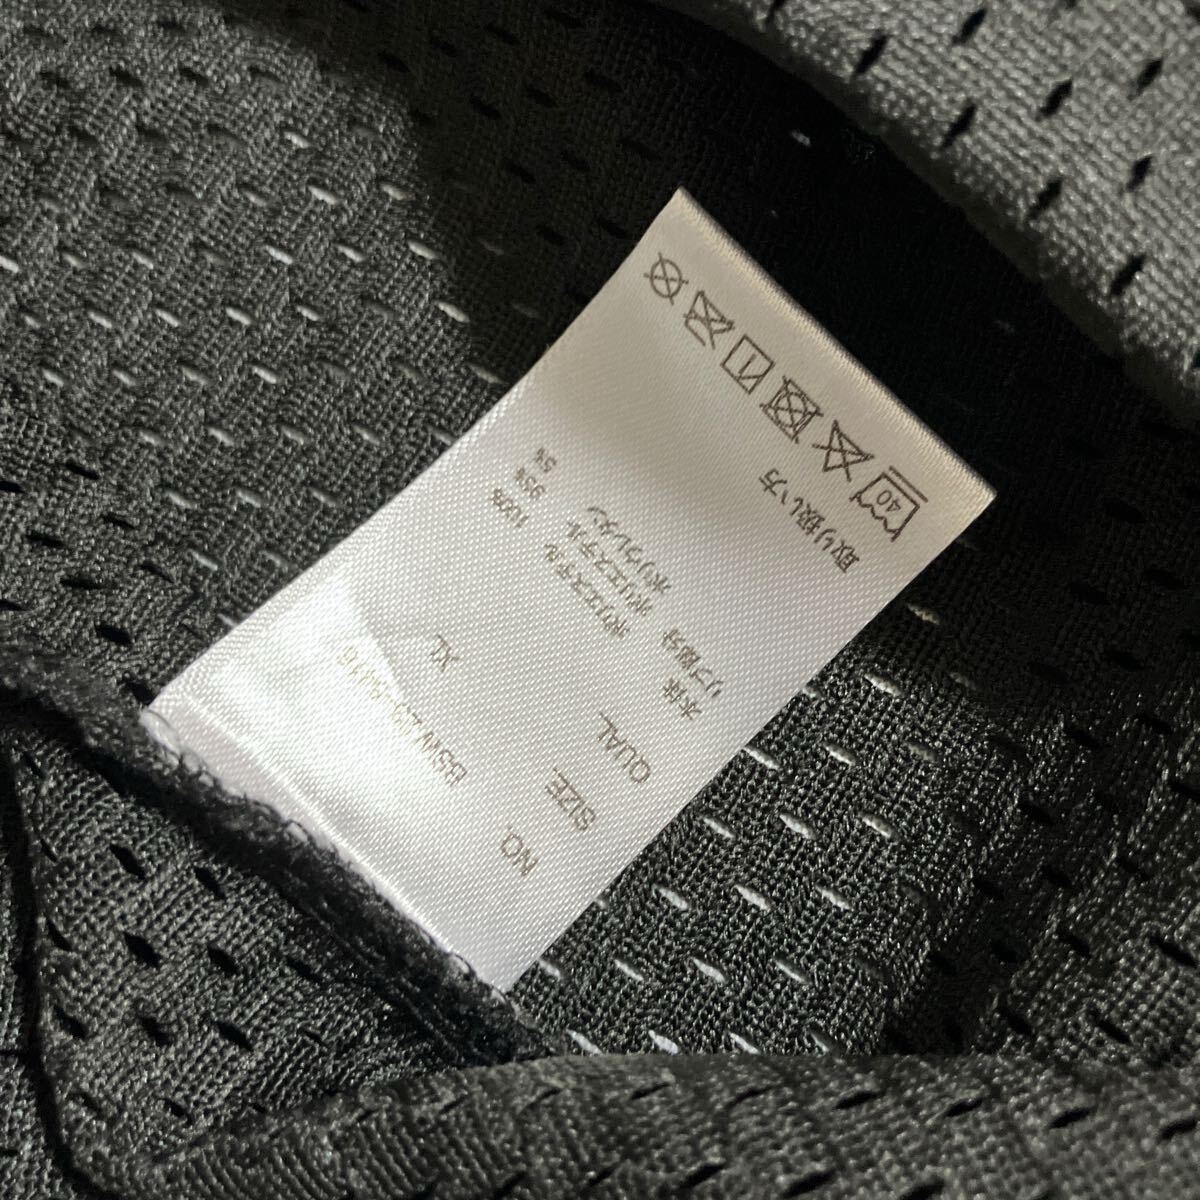 NO.
SIZE XL
QUAL
本体 ポリエステル 100%
リブ部分 ポリエステル 95%
ポリウレタン 5%
取り扱い方
40